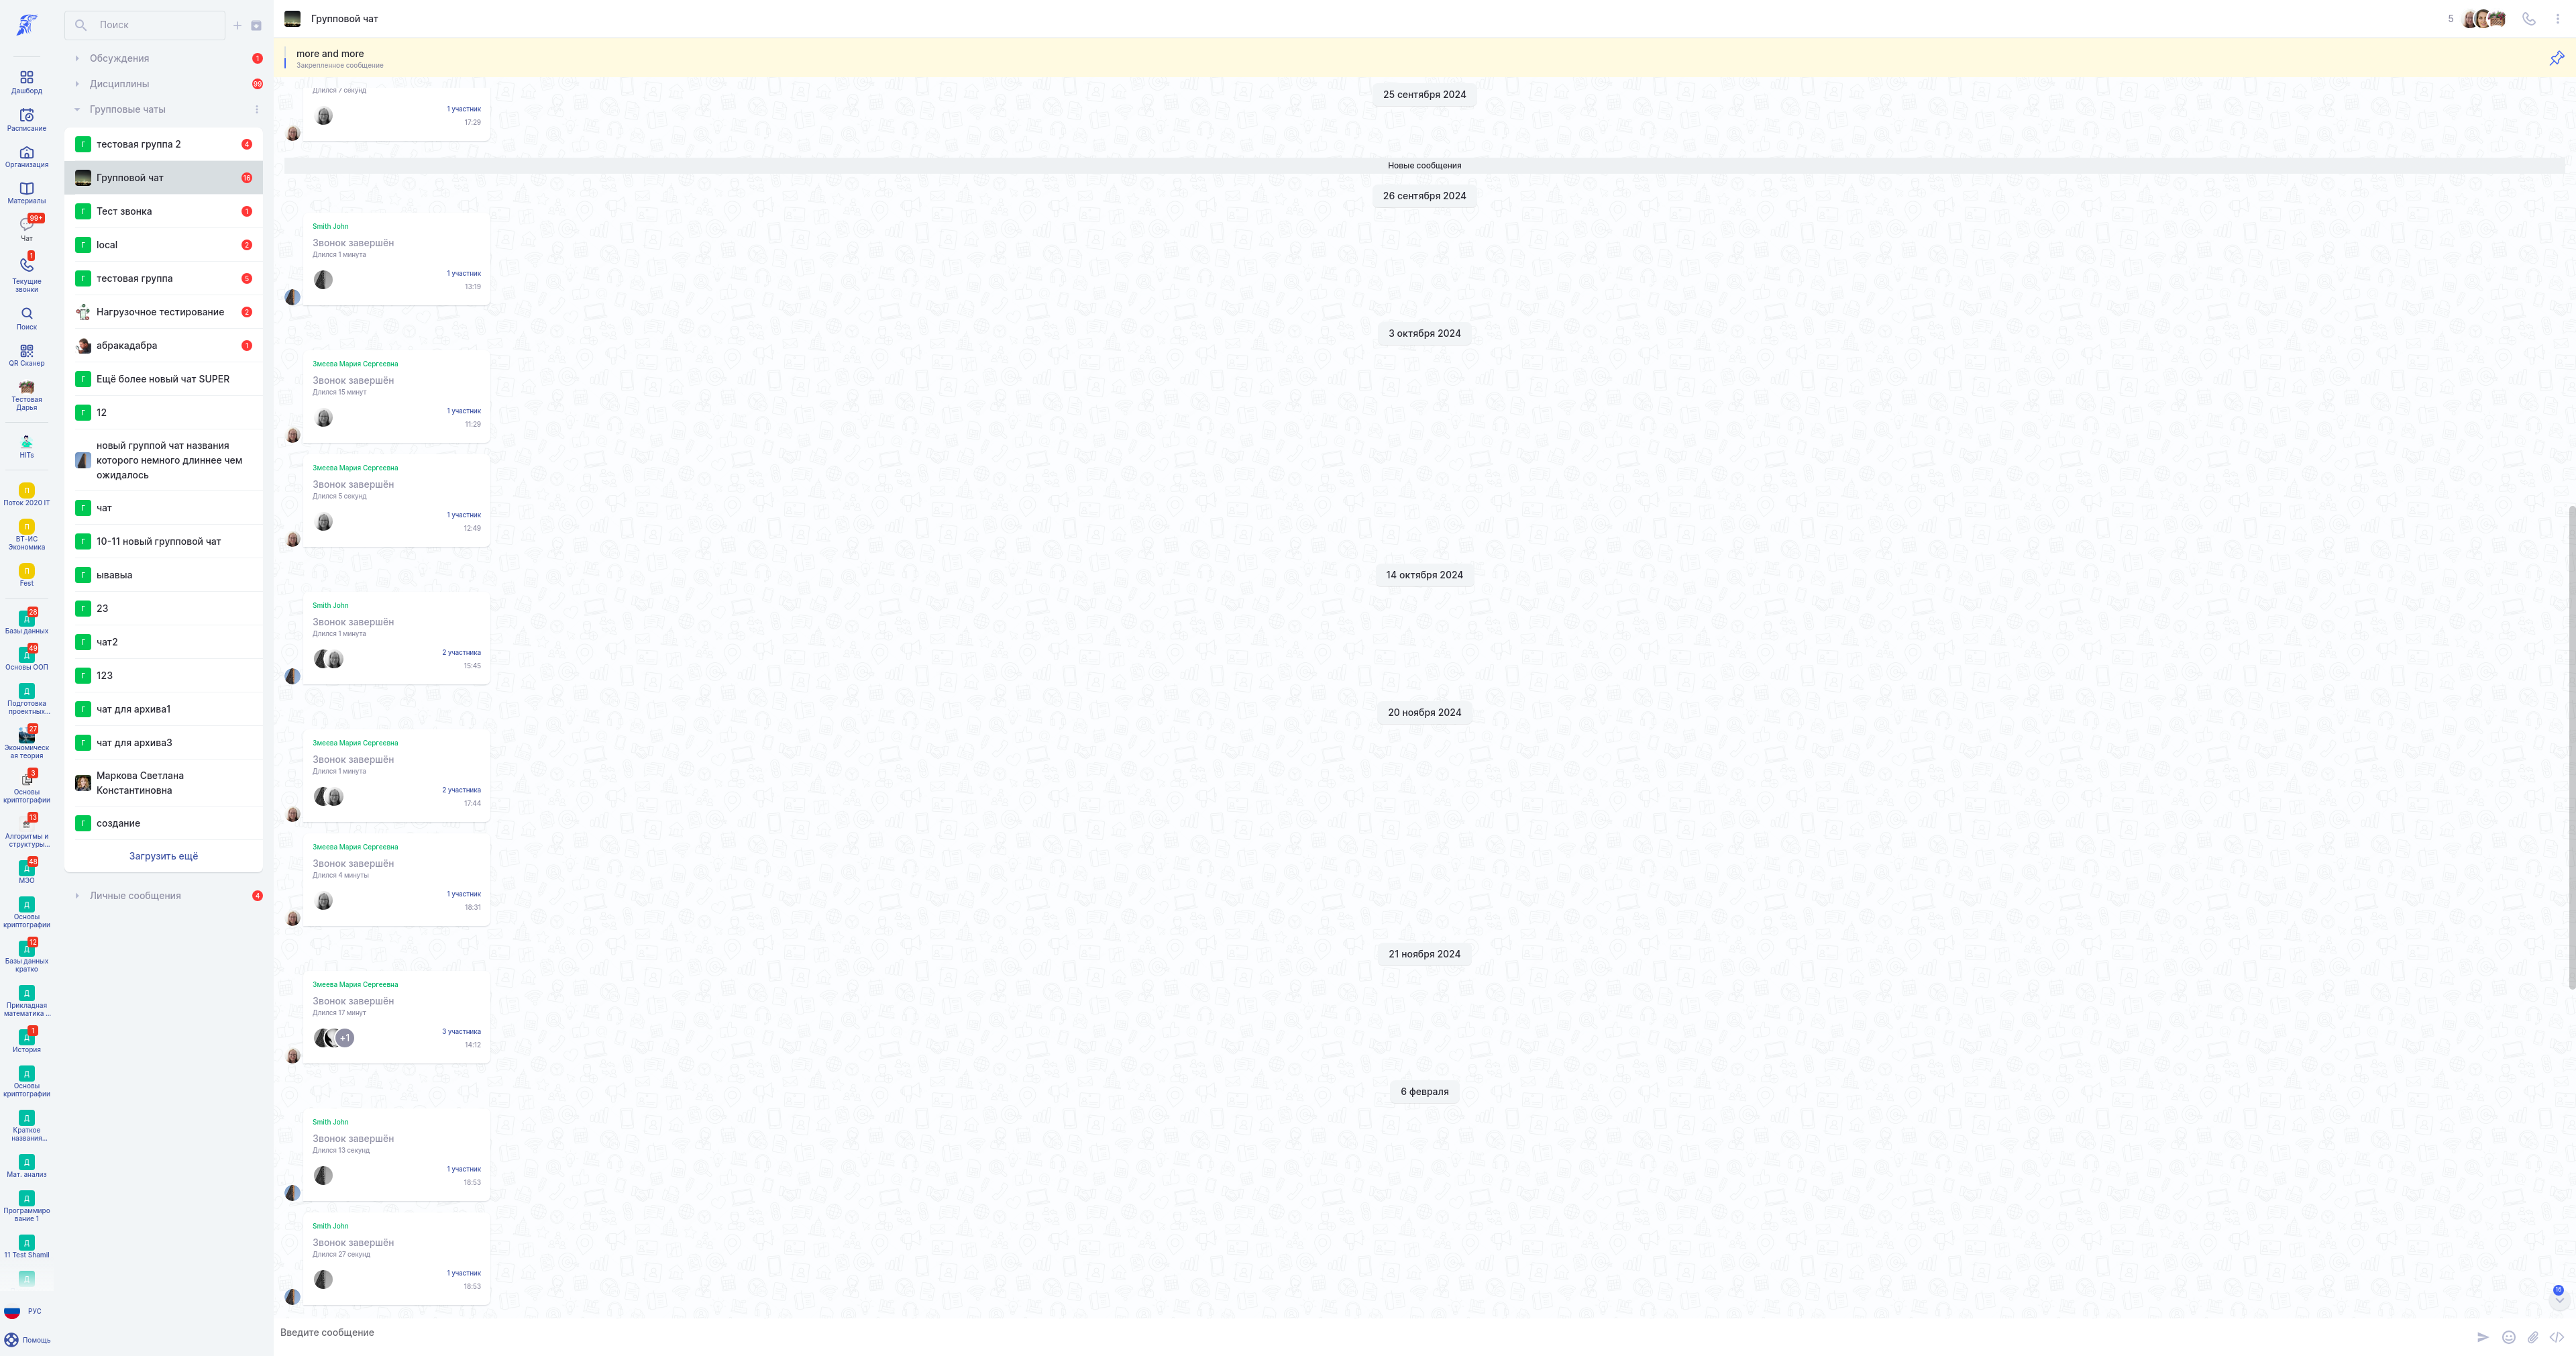 Дашборд
Расписание
Организация
Материалы
99+
Чат
1
Текущие
звонки
Поиск
QR Сканер
Тестовая
Дарья
HITs
П
Поток 2020 IT
П
ВТ-ИС
Экономика
П
Fest
28
Д
Базы данных
49
Д
Основы ООП
Д
Подготовка
проектных...
27
Экономическ
ая теория
3
Основы
криптографии
13
Алгоритмы и
структуры...
48
Д
МЭО
Д
Основы
криптографии
12
Д
Базы данных
кратко
Д
Прикладная
математика ...
1
Д
История
Д
Основы
криптографии
Д
Краткое
названия...
Д
Мат. анализ
Д
Программиро
вание 1
Д
11 Test Shamil
Д
РУС
Помощь
Поиск
Обсуждения 1
Дисциплины 99
Групповые чаты
Г тестовая группа 2 4
Групповой чат 16
Г Тест звонка 1
Г local 2
Г тестовая группа 5
Нагрузочное тестирование 2
абракадабра 1
Г Ещё более новый чат SUPER
Г 12
новый группой чат названия
которого немного длиннее чем
ожидалось
Г чат
Г 10-11 новый групповой чат
Г ывавыа
Г 23
Г чат2
Г 123
Г чат для архива1
Г чат для архива3
Маркова Светлана
Константиновна
Г создание
Загрузить ещё
Личные сообщения 4
Групповой чат
5
more and more
Закрепленное сообщение
25 сентября 2024
Длился 7 секунд
1 участник
17:29
Новые сообщения
26 сентября 2024
Smith John
Звонок завершён
Длился 1 минута
1 участник
13:19
3 октября 2024
Змеева Мария Сергеевна
Звонок завершён
Длился 15 минут
1 участник
11:29
Змеева Мария Сергеевна
Звонок завершён
Длился 5 секунд
1 участник
12:49
14 октября 2024
Smith John
Звонок завершён
Длился 1 минута
2 участника
15:45
20 ноября 2024
Змеева Мария Сергеевна
Звонок завершён
Длился 1 минута
2 участника
17:44
Змеева Мария Сергеевна
Звонок завершён
Длился 4 минуты
1 участник
18:31
21 ноября 2024
Змеева Мария Сергеевна
Звонок завершён
Длился 17 минут
+1
3 участника
14:12
6 февраля
Smith John
Звонок завершён
Длился 13 секунд
1 участник
18:53
Smith John
Звонок завершён
Длился 27 секунд
1 участник
18:53
16
Введите сообщение